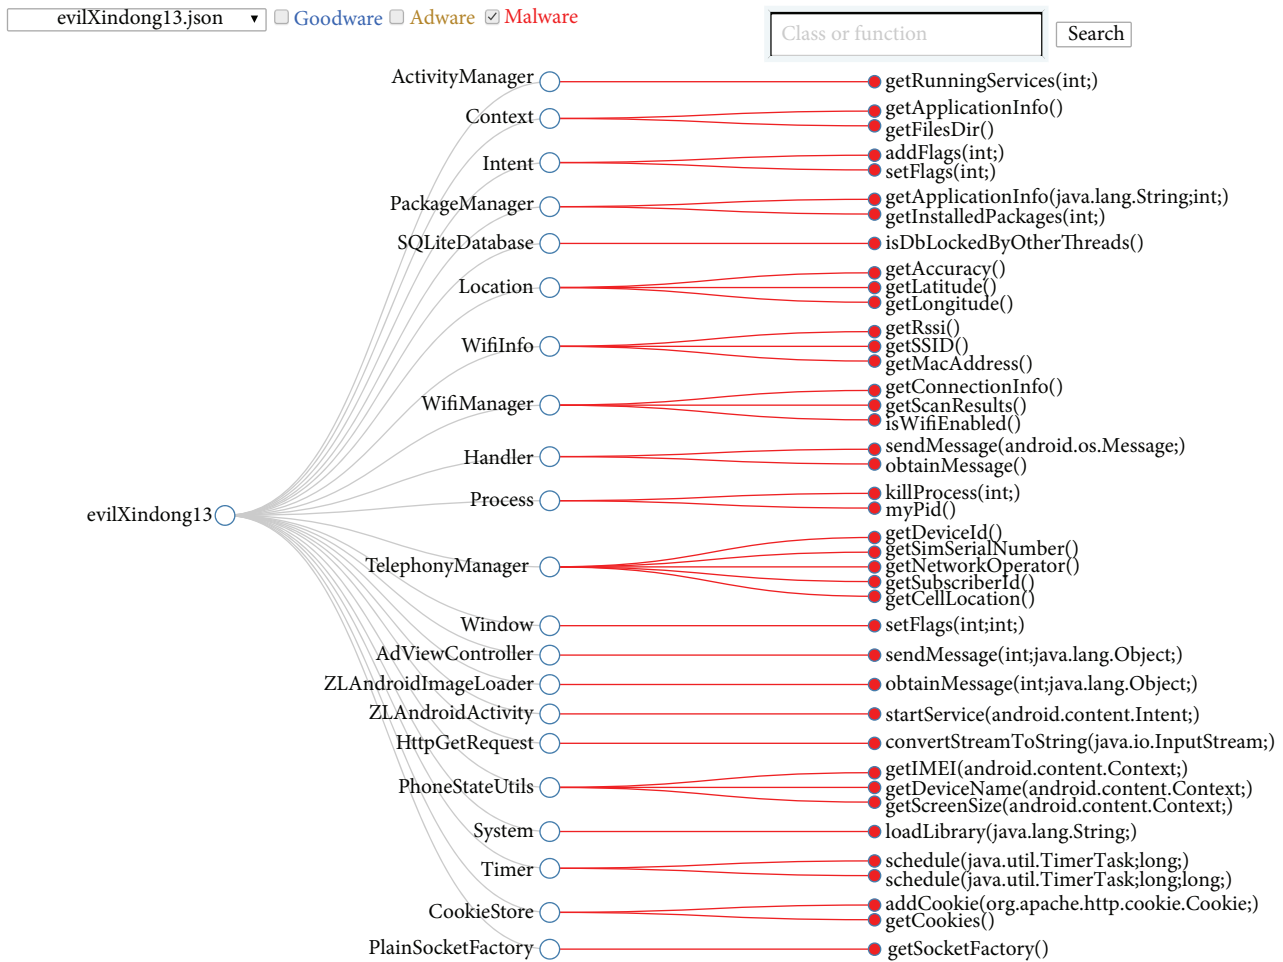 evilXindong13.json
Goodware
Adware
Malware
Class or function
Search
evilXindong13
ActivityManager
getRunningServices(int;)
Context
getApplicationInfo()
getFilesDir()
Intent
addFlags(int;)
setFlags(int;)
PackageManager
getApplicationInfo(java.lang.String;int;)
getInstalledPackages(int;)
SQLiteDatabase
isDbLockedByOtherThreads()
Location
getAccuracy()
getLatitude()
getLongitude()
WifiInfo
getRssi()
getSSID()
getMacAddress()
WifiManager
getConnectionInfo()
getScanResults()
isWifiEnabled()
Handler
sendMessage(android.os.Message;)
obtainMessage()
Process
killProcess(int;)
myPid()
TelephonyManager
getDeviceId()
getSimSerialNumber()
getNetworkOperator()
getSubscriberId()
getCellLocation()
Window
setFlags(int;int;)
AdViewController
sendMessage(int;java.lang.Object;)
ZLAndroidImageLoader
obtainMessage(int;java.lang.Object;)
ZLAndroidActivity
startService(android.content.Intent;)
HttpGetRequest
convertStreamToString(java.io.InputStream;)
PhoneStateUtils
getIMEI(android.content.Context;)
getDeviceName(android.content.Context;)
getScreenSize(android.content.Context;)
System
loadLibrary(java.lang.String;)
Timer
schedule(java.util.TimerTask;long;)
schedule(java.util.TimerTask;long;long;)
CookieStore
addCookie(org.apache.http.cookie.Cookie;)
getCookies()
PlainSocketFactory
getSocketFactory()